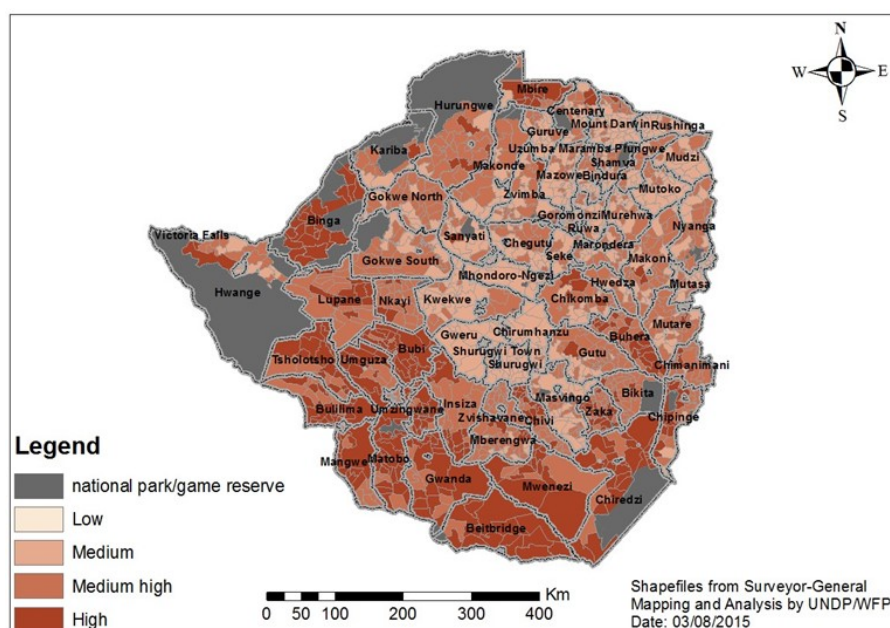 N
W E
S
Mbire
Hurungwe
Centenary
Mount Darwin
Rushinga
Guruve
Kariba
Uzumba Maramba Pfungwe
Makonde
Shamva
Mudzi
Mazowe
Bindura
Zvimba
Mutoko
Gokwe North
Binga
Goromonzi
Murehwa
Ruwa
Nyanga
Victoria Falls
Sanyati
Chegutu
Marondera
Seke
Makoni
Gokwe South
Mhondoro-Ngezi
Hwedza
Mutasa
Hwange
Lupane
Nkayi
Kwekwe
Chikomba
Mutare
Gweru
Chirumhanzu
Buhera
Tsholotsho
Umguza
Bubi
Shurugwi Town
Gutu
Chimanimani
Shurugwi
Bikita
Bulilima
Umzingwane
Insiza
Masvingo
Zaka
Chipinge
Zvishavane
Chivi
Mberengwa
Mangwe
Matobo
Gwanda
Mwenezi
Chiredzi
Beitbridge
Legend
national park/game reserve
Low
Medium
Medium high
High
Km
0 50 100 200 300 400
Shapefiles from Surveyor-General
Mapping and Analysis by UNDP/WFP
Date: 03/08/2015